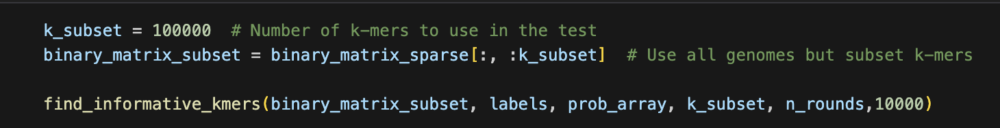 k_subset = 100000  # Number of k-mers to use in the test
binary_matrix_subset = binary_matrix_sparse[:, :k_subset]  # Use all genomes but subset k-mers
find_informative_kmers(binary_matrix_subset, labels, prob_array, k_subset, n_rounds,10000)